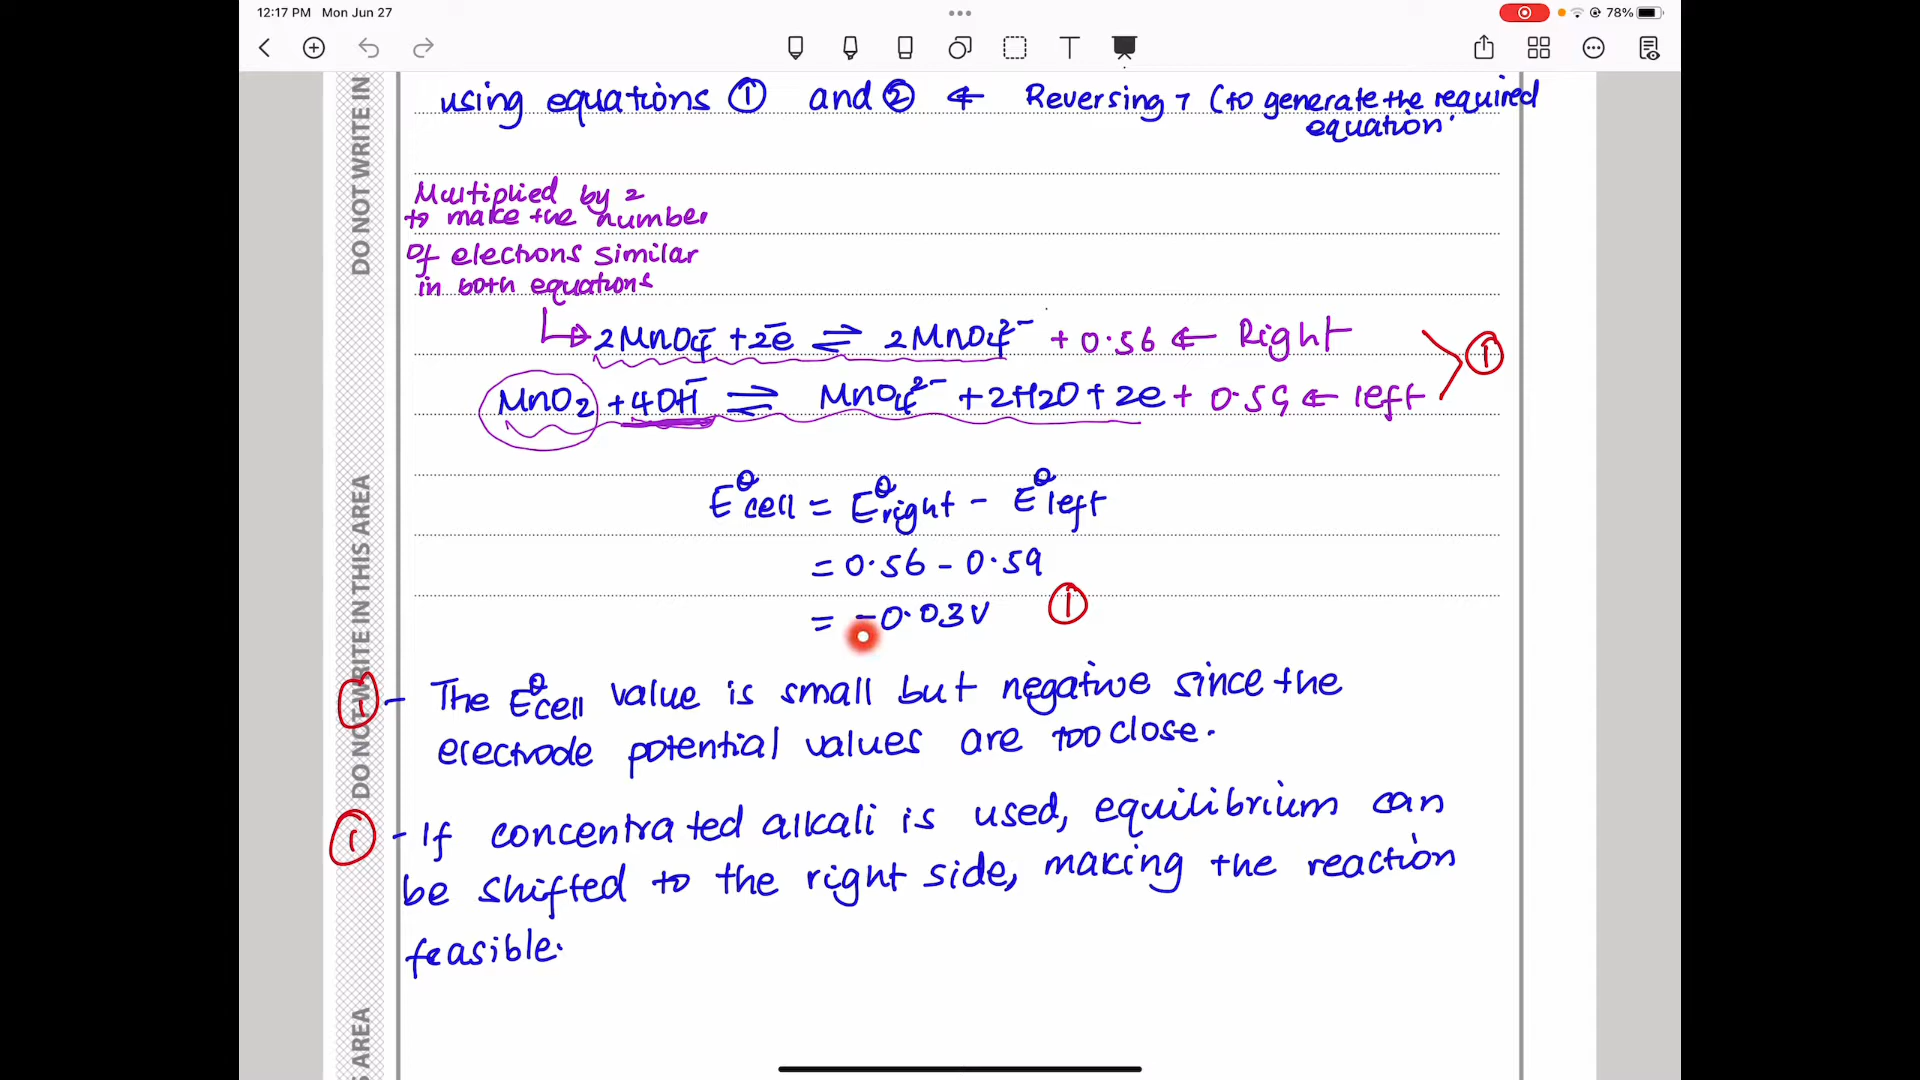 12:17 PM Mon Jun 27
78%
DO NOT WRITE IN
using equations ① and ② ← Reversing 7 (to generate the required
equation.
Multiplied by 2
to make the number
of electrons similar
in both equations
2MnO₄⁻ + 2e⁻ ⇌ 2MnO₄²⁻ + 0.56 ← Right
①
MnO₂ + 4OH⁻ ⇌ MnO₄²⁻ + 2H2O + 2e + 0.59 ← left
E^θ cell = E^θ right - E^θ left
= 0.56 - 0.59
= -0.03V ①
DO NOT WRITE IN THIS AREA
① - The E^θ cell value is small but negative since the
electrode potential values are too close.
① - If concentrated alkali is used, equilibrium can
be shifted to the right side, making the reaction
feasible.
S AREA